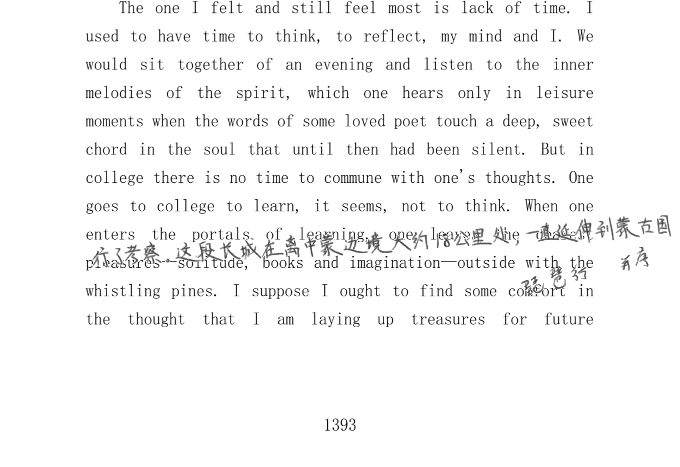 The one I felt and still feel most is lack of time. I
used to have time to think, to reflect, my mind and I. We
would sit together of an evening and listen to the inner
melodies of the spirit, which one hears only in leisure
moments when the words of some loved poet touch a deep, sweet
chord in the soul that until then had been silent. But in
college there is no time to commune with one's thoughts. One
goes to college to learn, it seems, not to think. When one
enters the portals of learning, one leaves the dearest
行了考察。这段长城在离中蒙边境大约18公里处，一直延伸到蒙古国
pleasures—solitude, books and imagination—outside with the
琵琶行 并序
whistling pines. I suppose I ought to find some comfort in
the thought that I am laying up treasures for future
1393